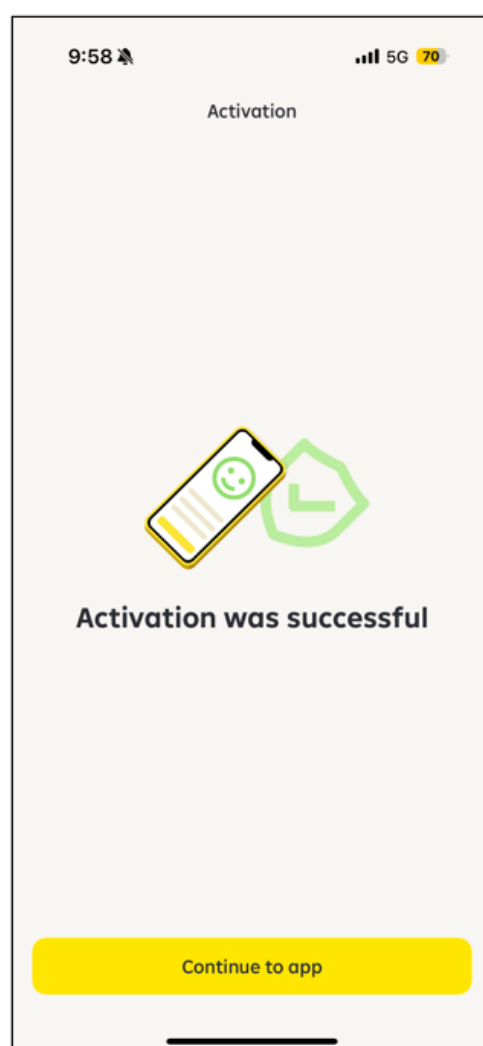 9:58 5G 70
Activation
Activation was successful
Continue to app